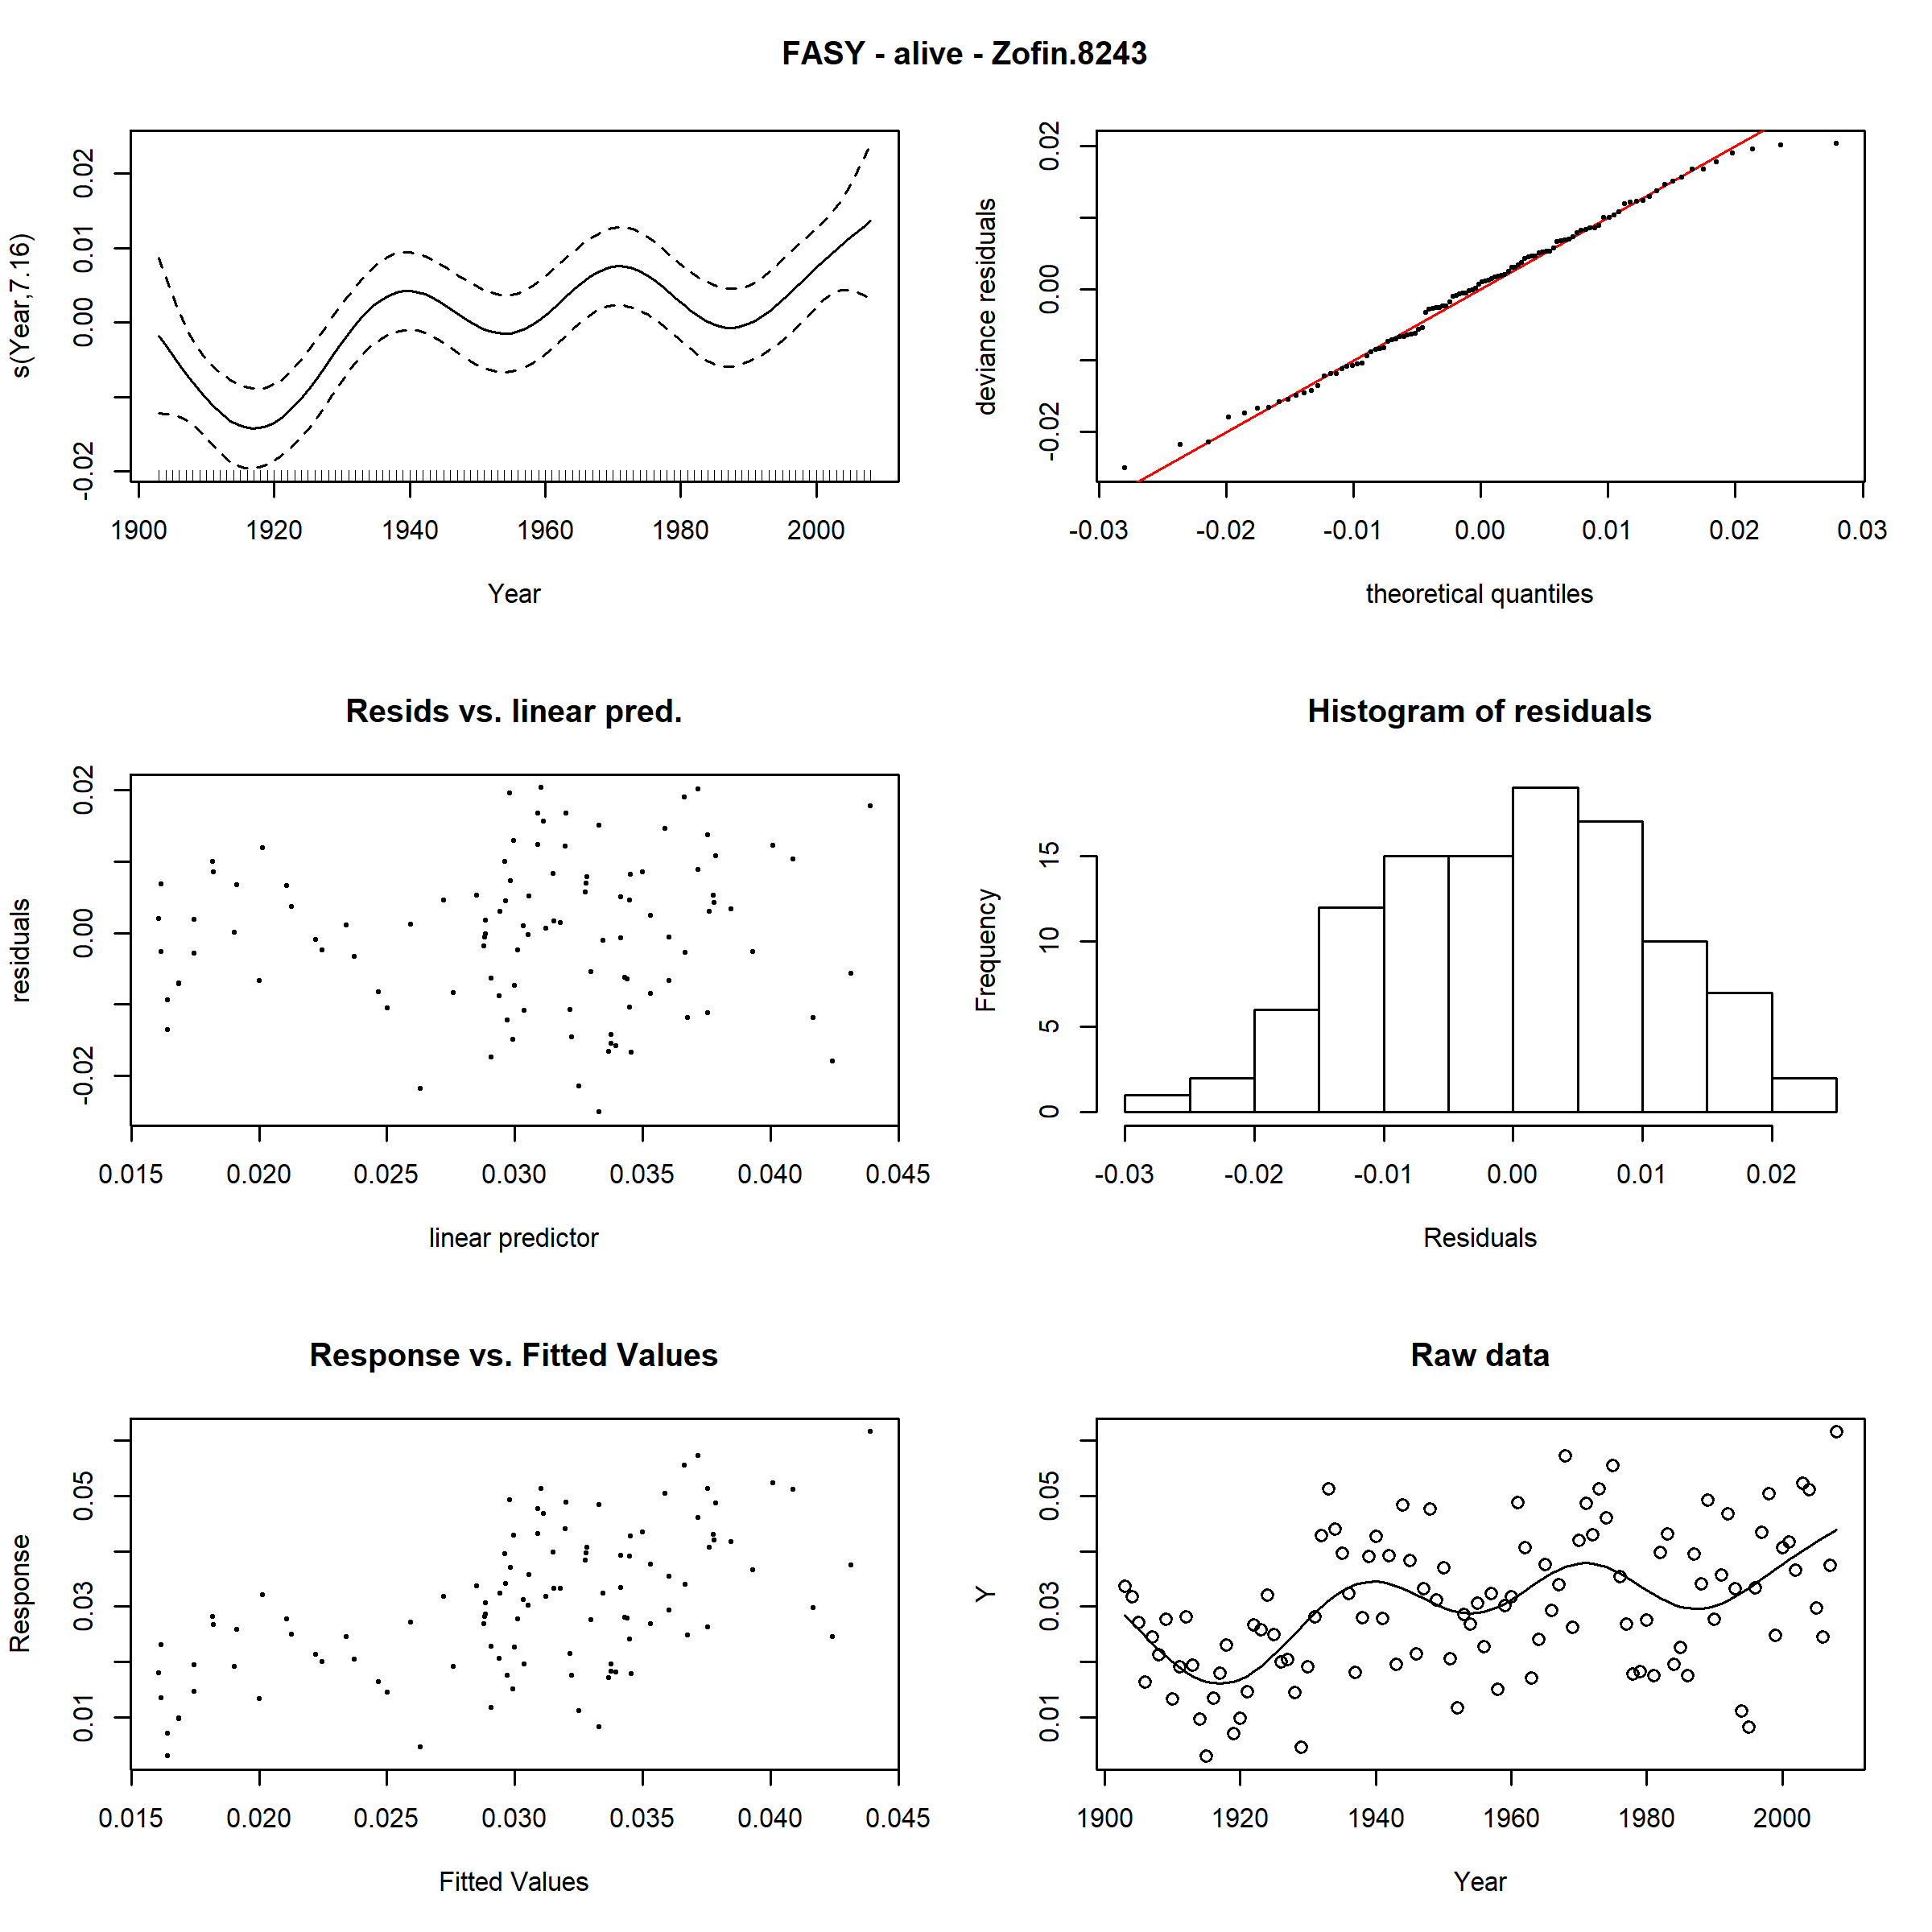 FASY - alive - Zofin.8243
s(Year,7.16)
-0.02 0.00 0.01 0.02
1900 1920 1940 1960 1980 2000
Year
deviance residuals
-0.02 0.00 0.02
-0.03 -0.02 -0.01 0.00 0.01 0.02 0.03
theoretical quantiles
Resids vs. linear pred.
residuals
-0.02 0.00 0.02
0.015 0.020 0.025 0.030 0.035 0.040 0.045
linear predictor
Histogram of residuals
Frequency
0 5 10 15
-0.03 -0.02 -0.01 0.00 0.01 0.02
Residuals
Response vs. Fitted Values
Response
0.01 0.03 0.05
0.015 0.020 0.025 0.030 0.035 0.040 0.045
Fitted Values
Raw data
Y
0.01 0.03 0.05
1900 1920 1940 1960 1980 2000
Year